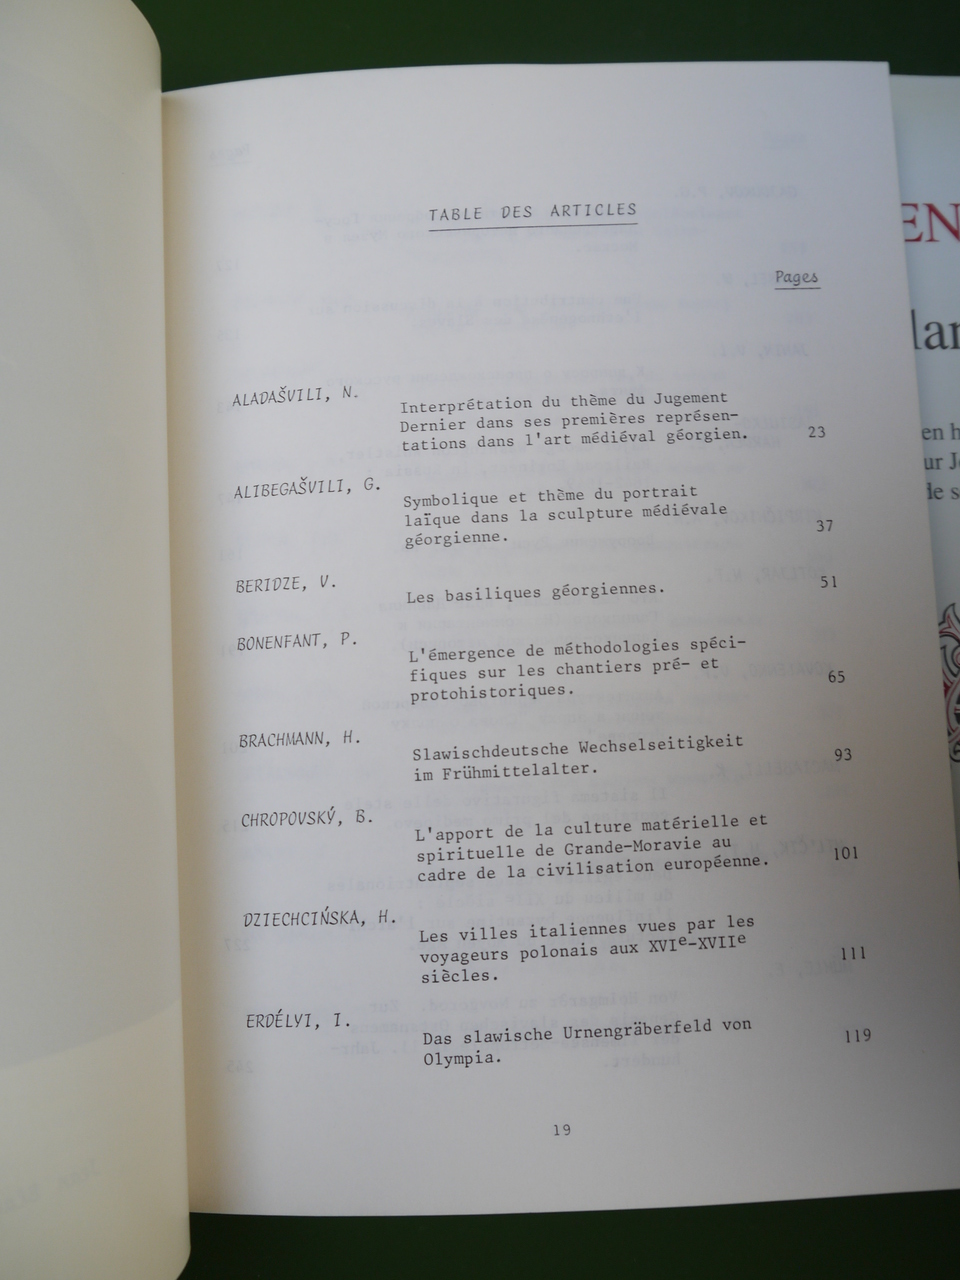 TABLE DES ARTICLES
Pages
ALADAŠVILI, N.
Interprétation du thème du Jugement
Dernier dans ses premières représen-
tations dans l'art médiéval géorgien. 23
ALIBEGAŠVILI, G.
Symbolique et thème du portrait
laïque dans la sculpture médiévale
géorgienne. 37
BERIDZE, V.
Les basiliques géorgiennes. 51
BONENFANT, P.
L'émergence de méthodologies spéci-
fiques sur les chantiers pré- et
protohistoriques. 65
BRACHMANN, H.
Slawischdeutsche Wechselseitigkeit
im Frühmittelalter. 93
CHROPOVSKÝ, B.
L'apport de la culture matérielle et
spirituelle de Grande-Moravie au
cadre de la civilisation européenne. 101
DZIECHCIŃSKA, H.
Les villes italiennes vues par les
voyageurs polonais aux XVIe-XVIIe
siècles. 111
ERDÉLYI, I.
Das slawische Urnengräberfeld von
Olympia. 119
19
EN
lan
en h
ur J
de s